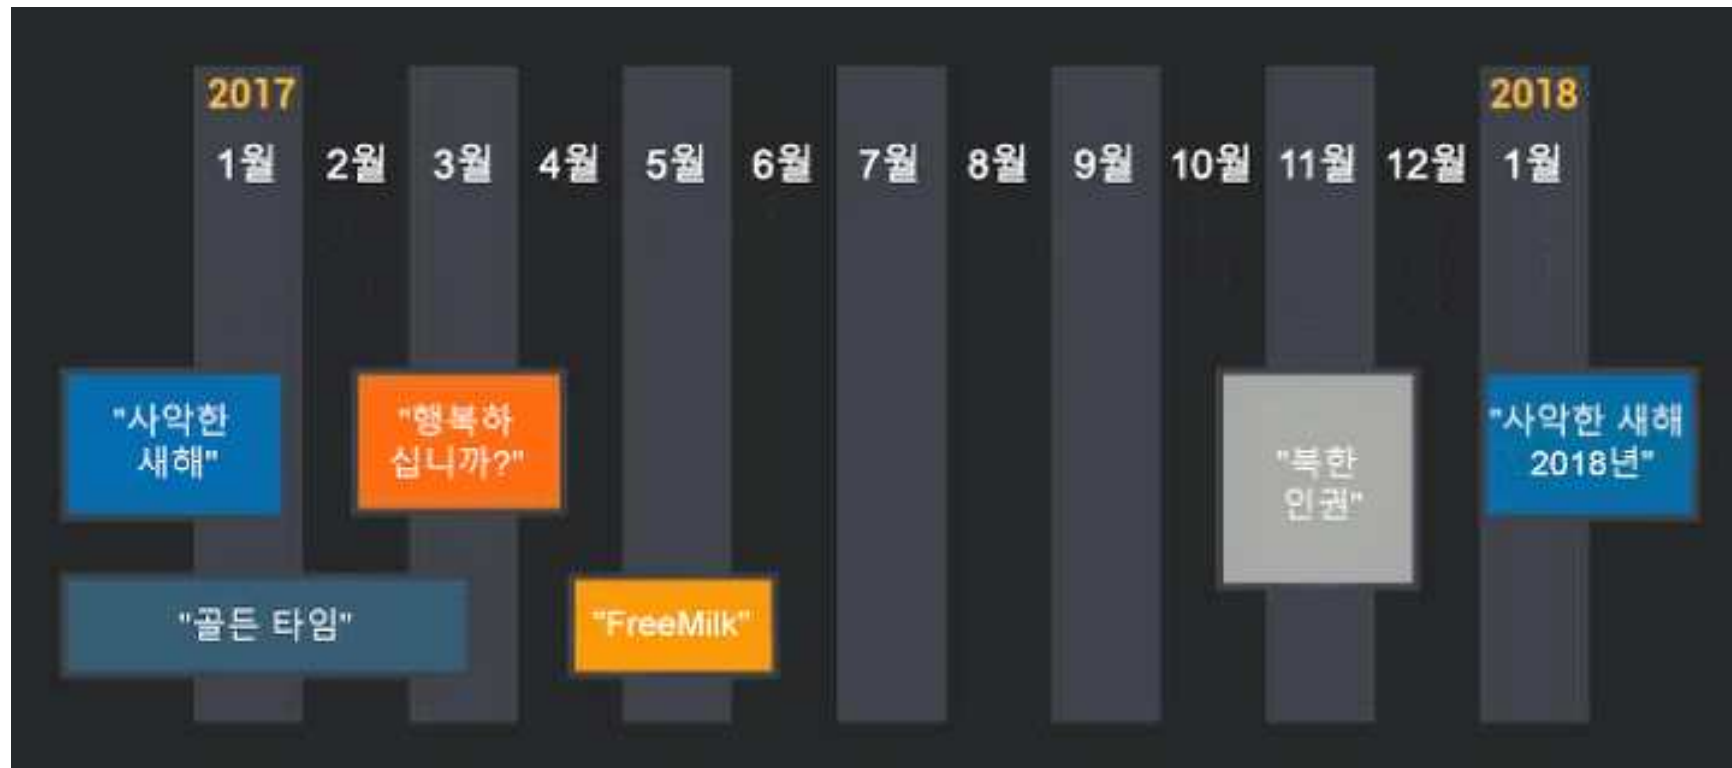 2017 2018
1월 2월 3월 4월 5월 6월 7월 8월 9월 10월 11월 12월 1월
"사악한
새해"
"행복하
십니까?"
"북한
인권"
"사악한 새해
2018년"
"골든 타임"
"FreeMilk"